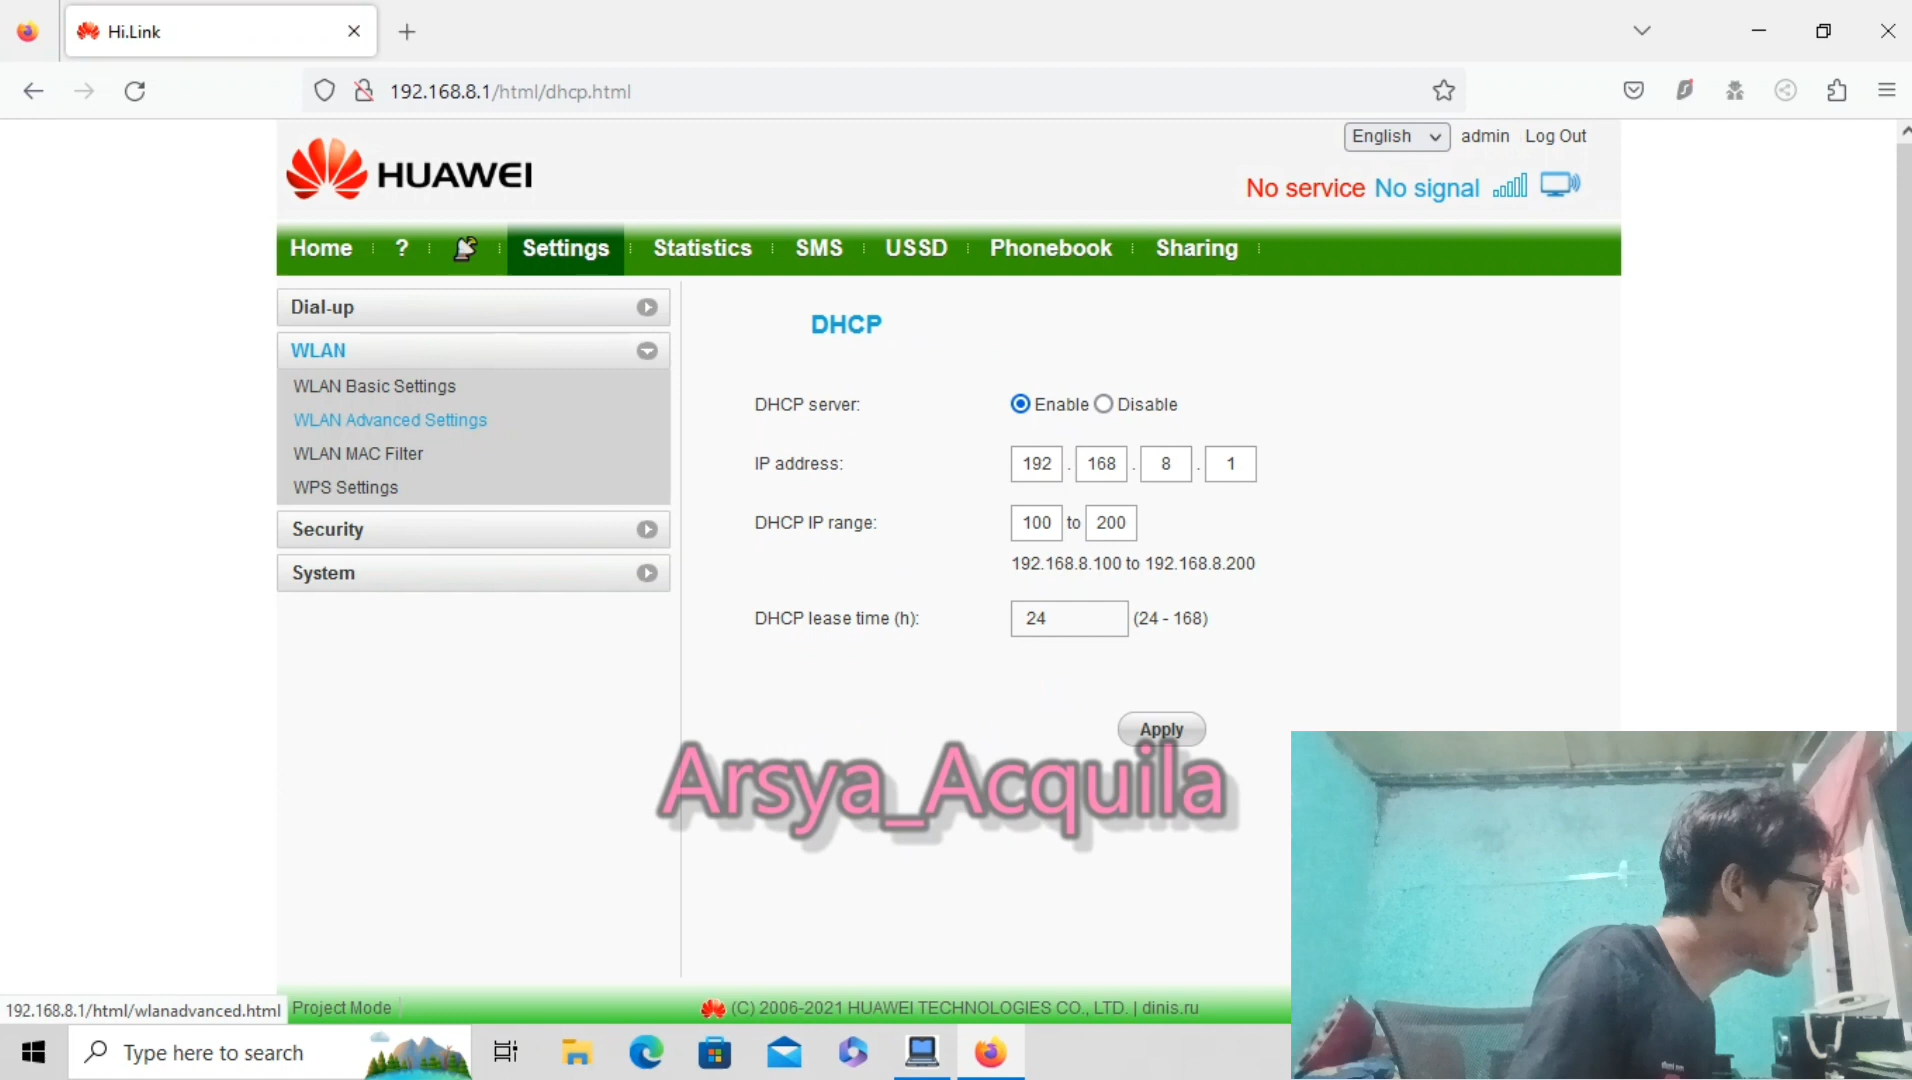 Hi.Link
192.168.8.1/html/dhcp.html
English admin Log Out
HUAWEI
No service No signal
Home ? Settings Statistics SMS USSD Phonebook Sharing
Dial-up
WLAN
WLAN Basic Settings
WLAN Advanced Settings
WLAN MAC Filter
WPS Settings
Security
System
DHCP
DHCP server: Enable Disable
IP address: 192 . 168 . 8 . 1
DHCP IP range: 100 to 200
192.168.8.100 to 192.168.8.200
DHCP lease time (h): 24 (24 - 168)
Apply
Arsya_Acquila
192.168.8.1/html/wlanadvanced.html
Project Mode
(C) 2006-2021 HUAWEI TECHNOLOGIES CO., LTD. | dinis.ru
Type here to search